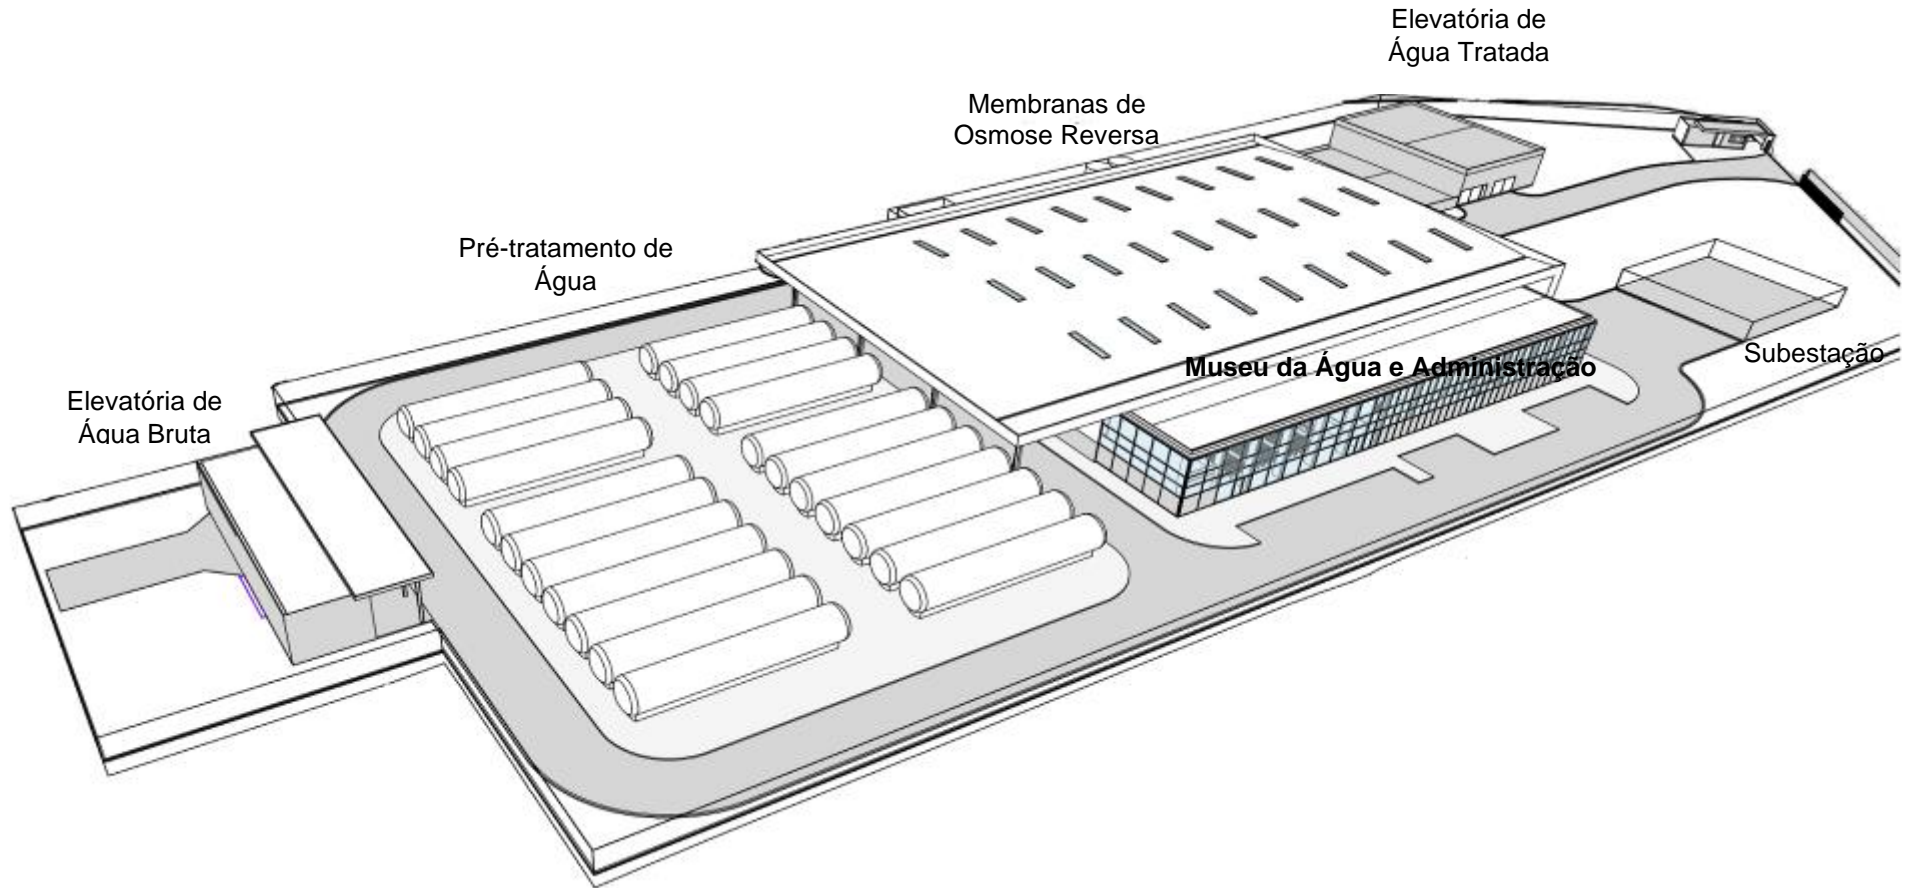 Elevatória de
Água Tratada
Membranas de
Osmose Reversa
Pré-tratamento de
Água
Museu da Água e Administração
Subestação
Elevatória de
Água Bruta